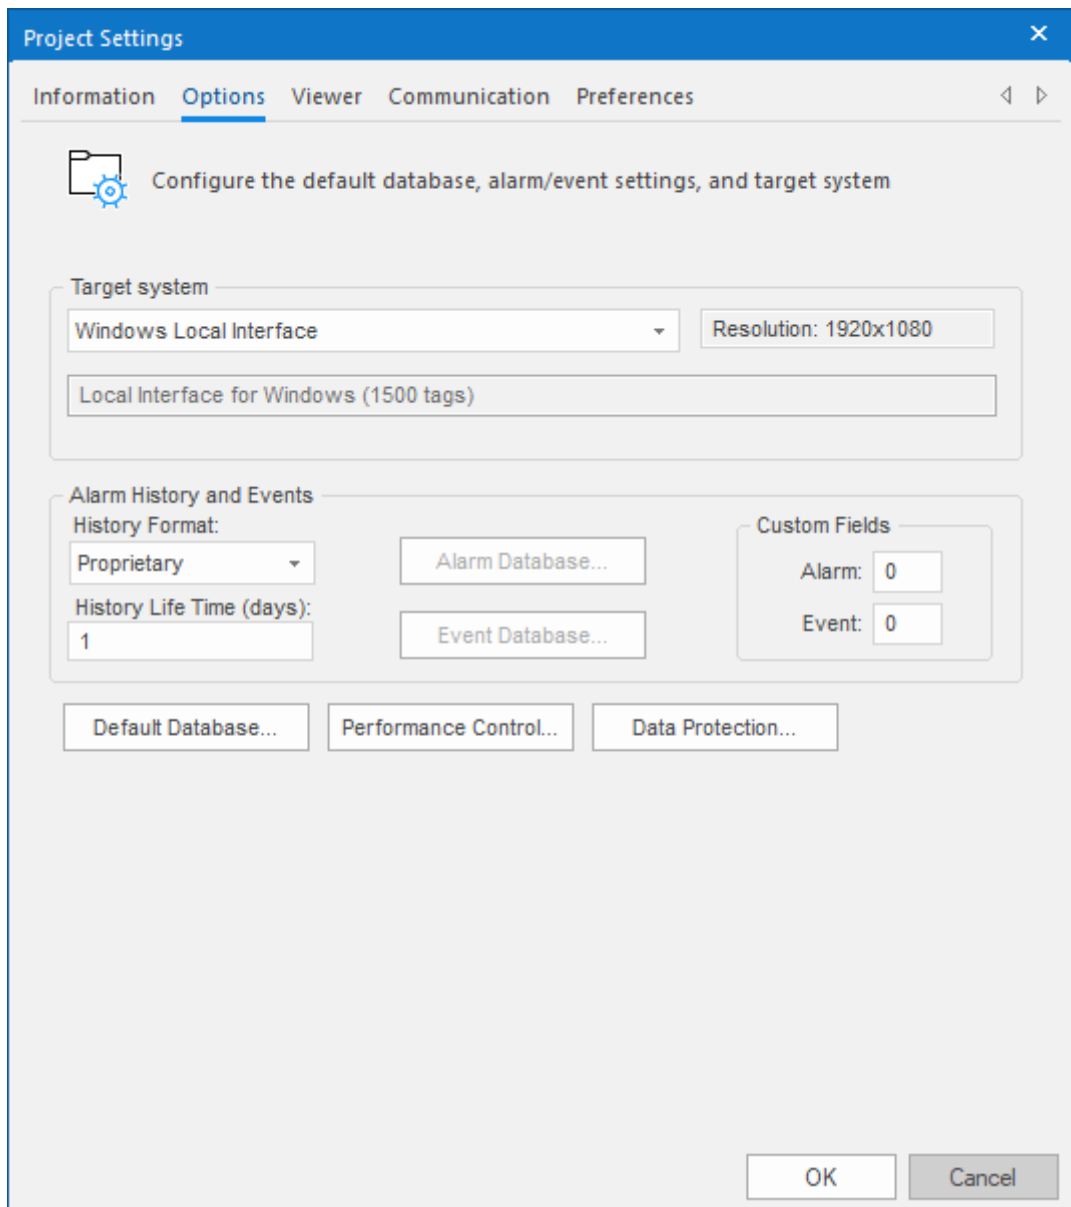 Project Settings
Information Options Viewer Communication Preferences
Configure the default database, alarm/event settings, and target system
Target system
Windows Local Interface
Resolution: 1920x1080
Local Interface for Windows (1500 tags)
Alarm History and Events
History Format:
Proprietary
History Life Time (days):
1
Alarm Database...
Event Database...
Custom Fields
Alarm: 0
Event: 0
Default Database... Performance Control... Data Protection...
OK Cancel